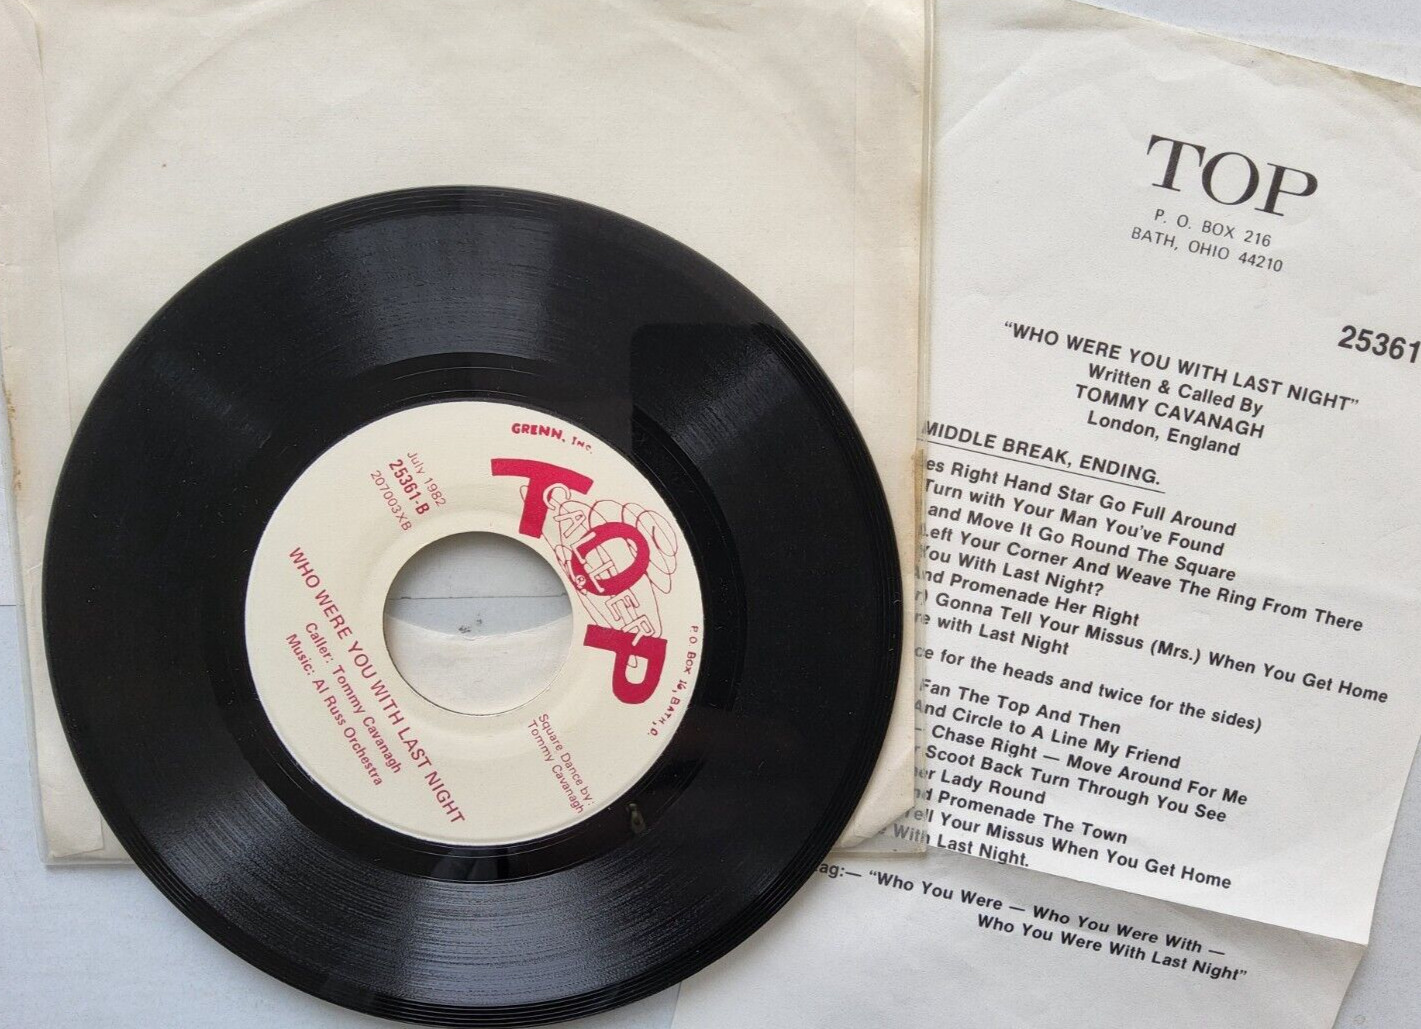 GRENN, INC.
TOP
CALLER
P.O. BOX 16, BATH, O.
July 1982
25361-B
207003XB
WHO WERE YOU WITH LAST NIGHT
Caller: Tommy Cavanagh
Music: Al Russ Orchestra
Square Dance by:
Tommy Cavanagh
TOP
P. O. BOX 216
BATH, OHIO 44210
25361
“WHO WERE YOU WITH LAST NIGHT”
Written & Called By
TOMMY CAVANAGH
London, England
MIDDLE BREAK, ENDING.
Right Hand Star Go Full Around
Turn with Your Man You've Found
and Move It Go Round The Square
Left Your Corner And Weave The Ring From There
You With Last Night?
And Promenade Her Right
Gonna Tell Your Missus (Mrs.) When You Get Home
with Last Night
for the heads and twice for the sides)
Fan The Top And Then
And Circle to A Line My Friend
— Chase Right — Move Around For Me
Scoot Back Turn Through You See
Lady Round
Promenade The Town
Tell Your Missus When You Get Home
With Last Night.
tag:— “Who You Were — Who You Were With —
Who You Were With Last Night”